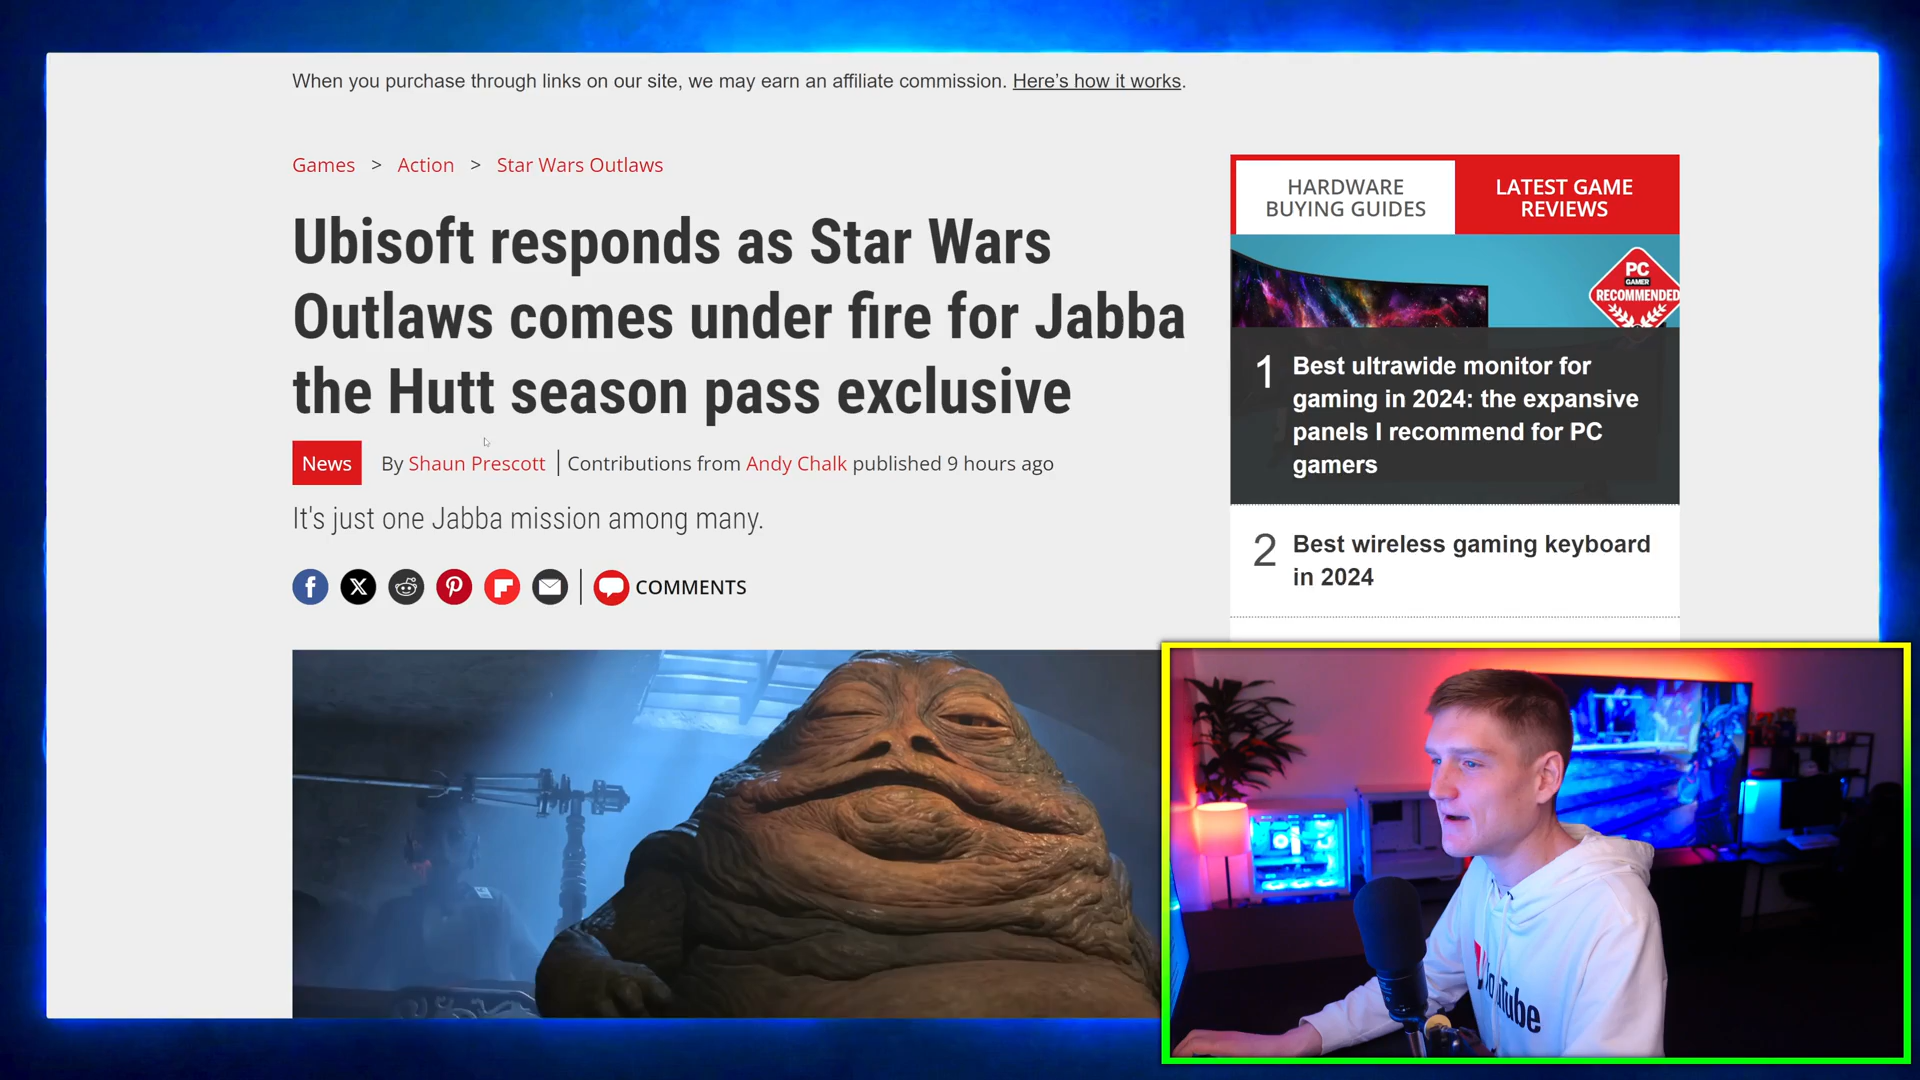 When you purchase through links on our site, we may earn an affiliate commission. Here's how it works.
Games > Action > Star Wars Outlaws
Ubisoft responds as Star Wars
Outlaws comes under fire for Jabba
the Hutt season pass exclusive
News By Shaun Prescott | Contributions from Andy Chalk published 9 hours ago
It's just one Jabba mission among many.
COMMENTS
HARDWARE
BUYING GUIDES
LATEST GAME
REVIEWS
PC
GAMER
RECOMMENDED
1 Best ultrawide monitor for
gaming in 2024: the expansive
panels I recommend for PC
gamers
2 Best wireless gaming keyboard
in 2024
YouTube